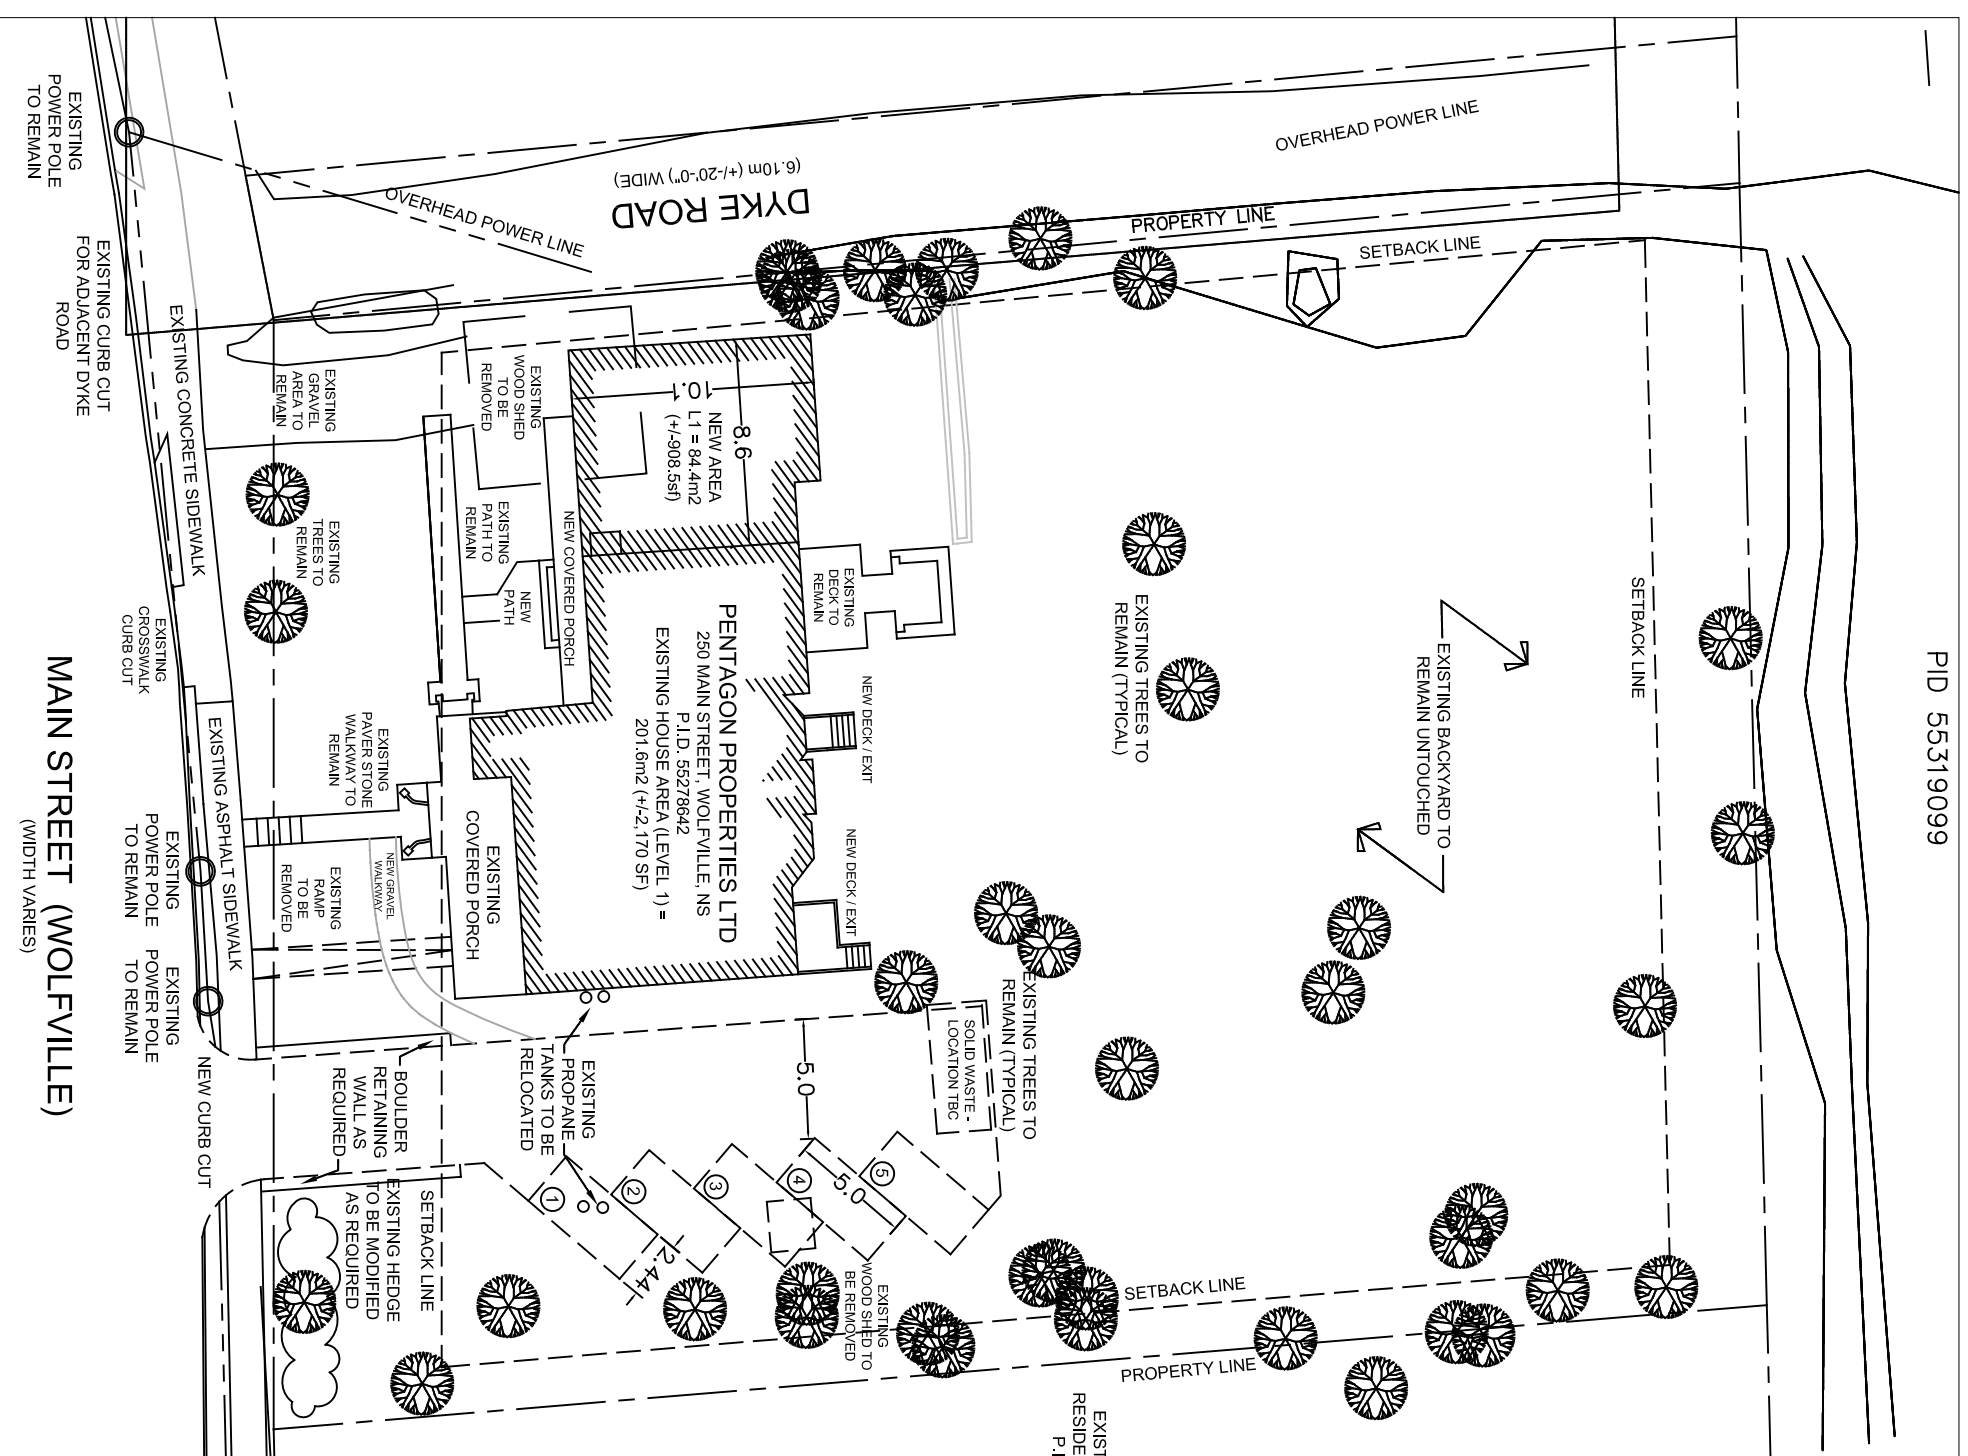 PID 55319099
OVERHEAD POWER LINE
PROPERTY LINE
SETBACK LINE
DYKE ROAD
(6.10m (+/-20'-0") WIDE)
OVERHEAD POWER LINE
SETBACK LINE
EXISTING BACKYARD TO
REMAIN UNTOUCHED
EXISTING TREES TO
REMAIN (TYPICAL)
EXISTING TREES TO
REMAIN (TYPICAL)
SOLID WASTE -
LOCATION TBC
NEW DECK / EXIT
NEW DECK / EXIT
EXISTING
DECK TO
REMAIN
8.6
10.1
NEW AREA
L1 = 84.4m2
(+/-908.5sf)
PENTAGON PROPERTIES LTD
250 MAIN STREET, WOLFVILLE, NS
P.I.D. 55278642
EXISTING HOUSE AREA (LEVEL 1) =
201.6m2 (+/-2,170 SF)
NEW COVERED PORCH
EXISTING
WOOD SHED
TO BE
REMOVED
EXISTING
PATH TO
REMAIN
NEW
PATH
EXISTING
COVERED PORCH
EXISTING
GRAVEL
AREA TO
REMAIN
EXISTING
TREES TO
REMAIN
EXISTING
PAVER STONE
WALKWAY TO
REMAIN
NEW GRAVEL
WALKWAY
EXISTING
RAMP
TO BE
REMOVED
EXISTING
PROPANE
TANKS TO BE
RELOCATED
5.0
5.0
2.44
1
2
3
4
5
EXISTING
WOOD SHED TO
BE REMOVED
BOULDER
RETAINING
WALL AS
REQUIRED
EXISTING HEDGE
TO BE MODIFIED
AS REQUIRED
SETBACK LINE
SETBACK LINE
PROPERTY LINE
EXIST
RESIDE
EXISTING CONCRETE SIDEWALK
EXISTING ASPHALT SIDEWALK
NEW CURB CUT
EXISTING
POWER POLE
TO REMAIN
EXISTING CURB CUT
FOR ADJACENT DYKE
ROAD
EXISTING
CROSSWALK
CURB CUT
EXISTING
POWER POLE
TO REMAIN
EXISTING
POWER POLE
TO REMAIN
MAIN STREET (WOLFVILLE)
(WIDTH VARIES)